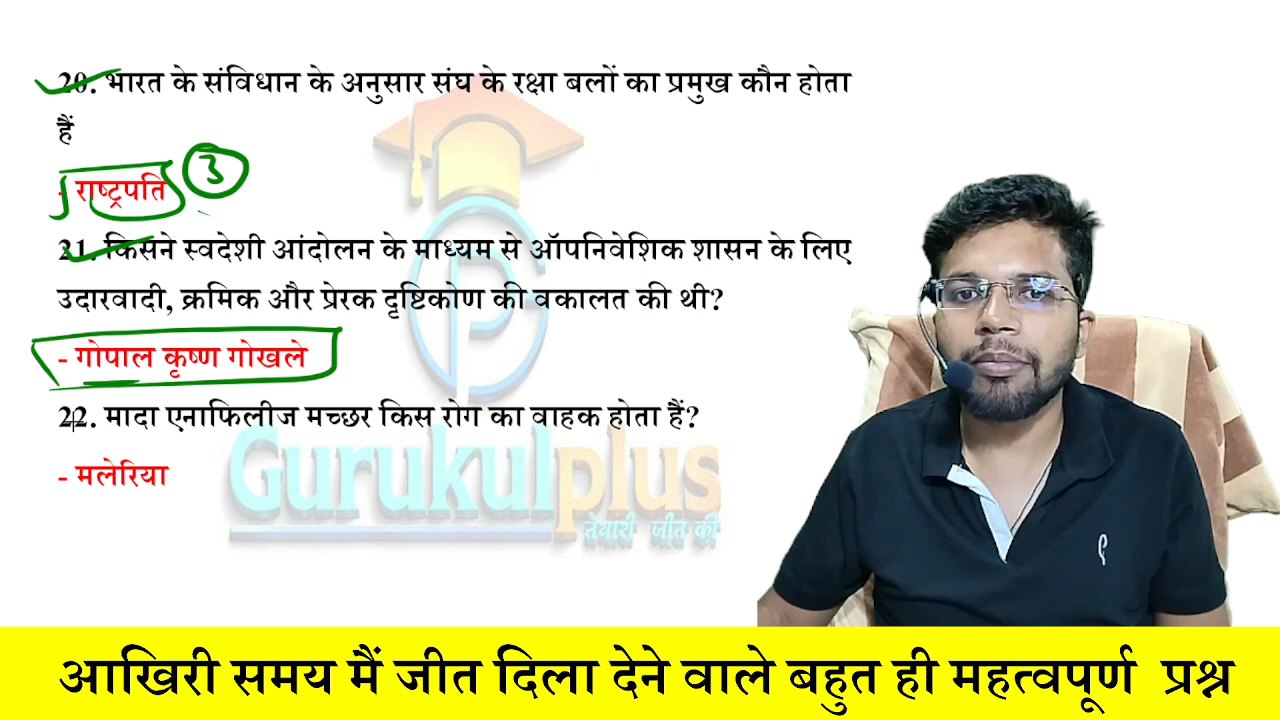 20. भारत के संविधान के अनुसार संघ के रक्षा बलों का प्रमुख कौन होता
हैं
- राष्ट्रपति 3
21. किसने स्वदेशी आंदोलन के माध्यम से ऑपनिवेशिक शासन के लिए
उदारवादी, क्रमिक और प्रेरक दृष्टिकोण की वकालत की थी?
- गोपाल कृष्ण गोखले
22. मादा एनाफिलीज मच्छर किस रोग का वाहक होता हैं?
- मलेरिया
Gurukulplus
तैयारी जीत की
आखिरी समय मैं जीत दिला देने वाले बहुत ही महत्वपूर्ण प्रश्न